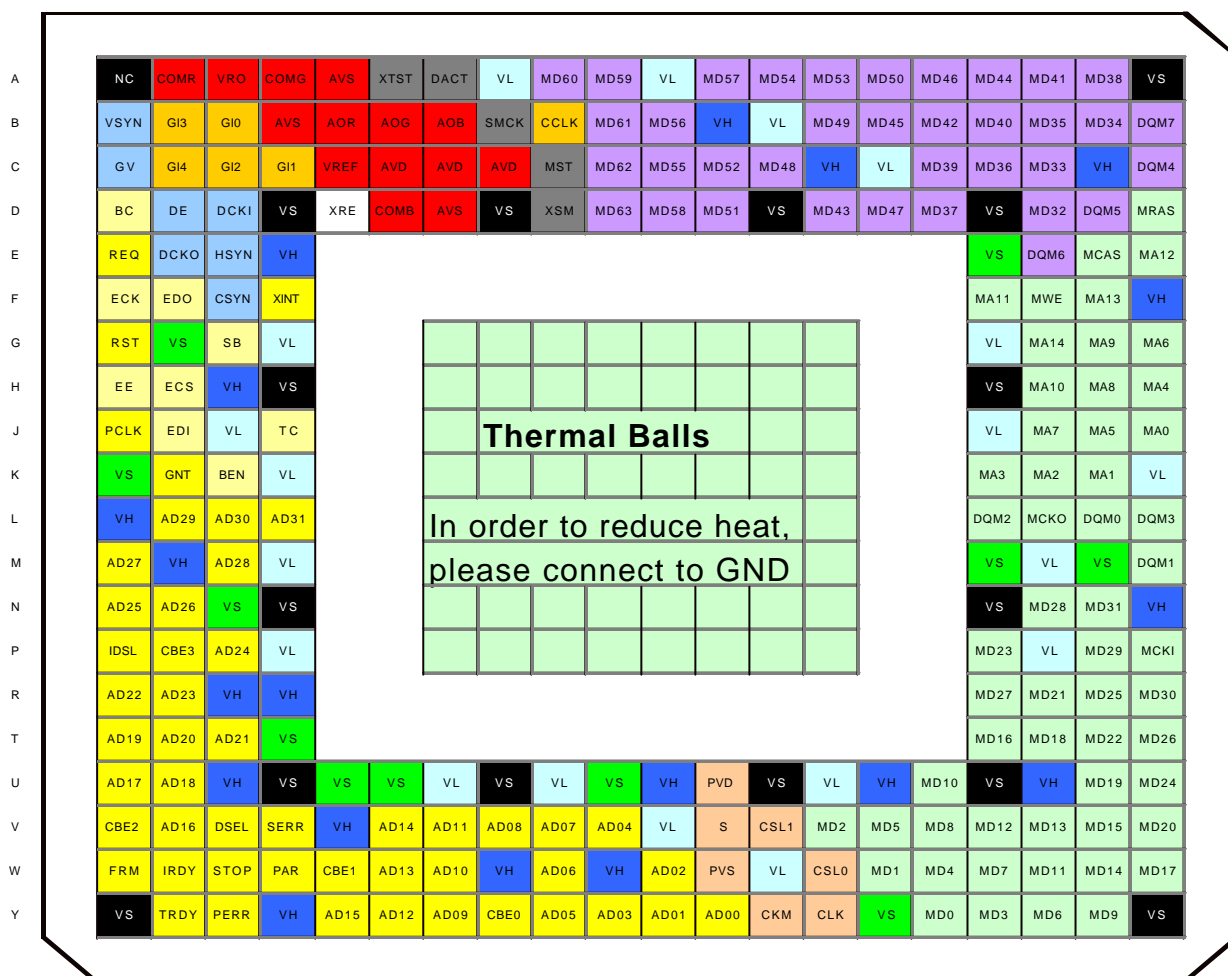 A NC COMR VRO COMG AVS XTST DACT VL MD60 MD59 VL MD57 MD54 MD53 MD50 MD46 MD44 MD41 MD38 VS
B VSYN GI3 GI0 AVS AOR AOG AOB SMCK CCLK MD61 MD56 VH VL MD49 MD45 MD42 MD40 MD35 MD34 DQM7
C GV GI4 GI2 GI1 VREF AVD AVD AVD MST MD62 MD55 MD52 MD48 VH VL MD39 MD36 MD33 VH DQM4
D BC DE DCKI VS XRE COMB AVS VS XSM MD63 MD58 MD51 VS MD43 MD47 MD37 VS MD32 DQM5 MRAS
E REQ DCKO HSYN VH VS DQM6 MCAS MA12
F ECK EDO CSYN XINT MA11 MWE MA13 VH
G RST VS SB VL VL MA14 MA9 MA6
H EE ECS VH VS VS MA10 MA8 MA4
J PCLK EDI VL TC Thermal Balls VL MA7 MA5 MA0
K VS GNT BEN VL MA3 MA2 MA1 VL
L VH AD29 AD30 AD31 In order to reduce heat, DQM2 MCKO DQM0 DQM3
M AD27 VH AD28 VL please connect to GND VS VL VS DQM1
N AD25 AD26 VS VS VS MD28 MD31 VH
P IDSL CBE3 AD24 VL MD23 VL MD29 MCKI
R AD22 AD23 VH VH MD27 MD21 MD25 MD30
T AD19 AD20 AD21 VS MD16 MD18 MD22 MD26
U AD17 AD18 VH VS VS VS VL VS VL VS VH PVD VS VL VH MD10 VS VH MD19 MD24
V CBE2 AD16 DSEL SERR VH AD14 AD11 AD08 AD07 AD04 VL S CSL1 MD2 MD5 MD8 MD12 MD13 MD15 MD20
W FRM IRDY STOP PAR CBE1 AD13 AD10 VH AD06 VH AD02 PVS VL CSL0 MD1 MD4 MD7 MD11 MD14 MD17
Y VS TRDY PERR VH AD15 AD12 AD09 CBE0 AD05 AD03 AD01 AD00 CKM CLK VS MD0 MD3 MD6 MD9 VS